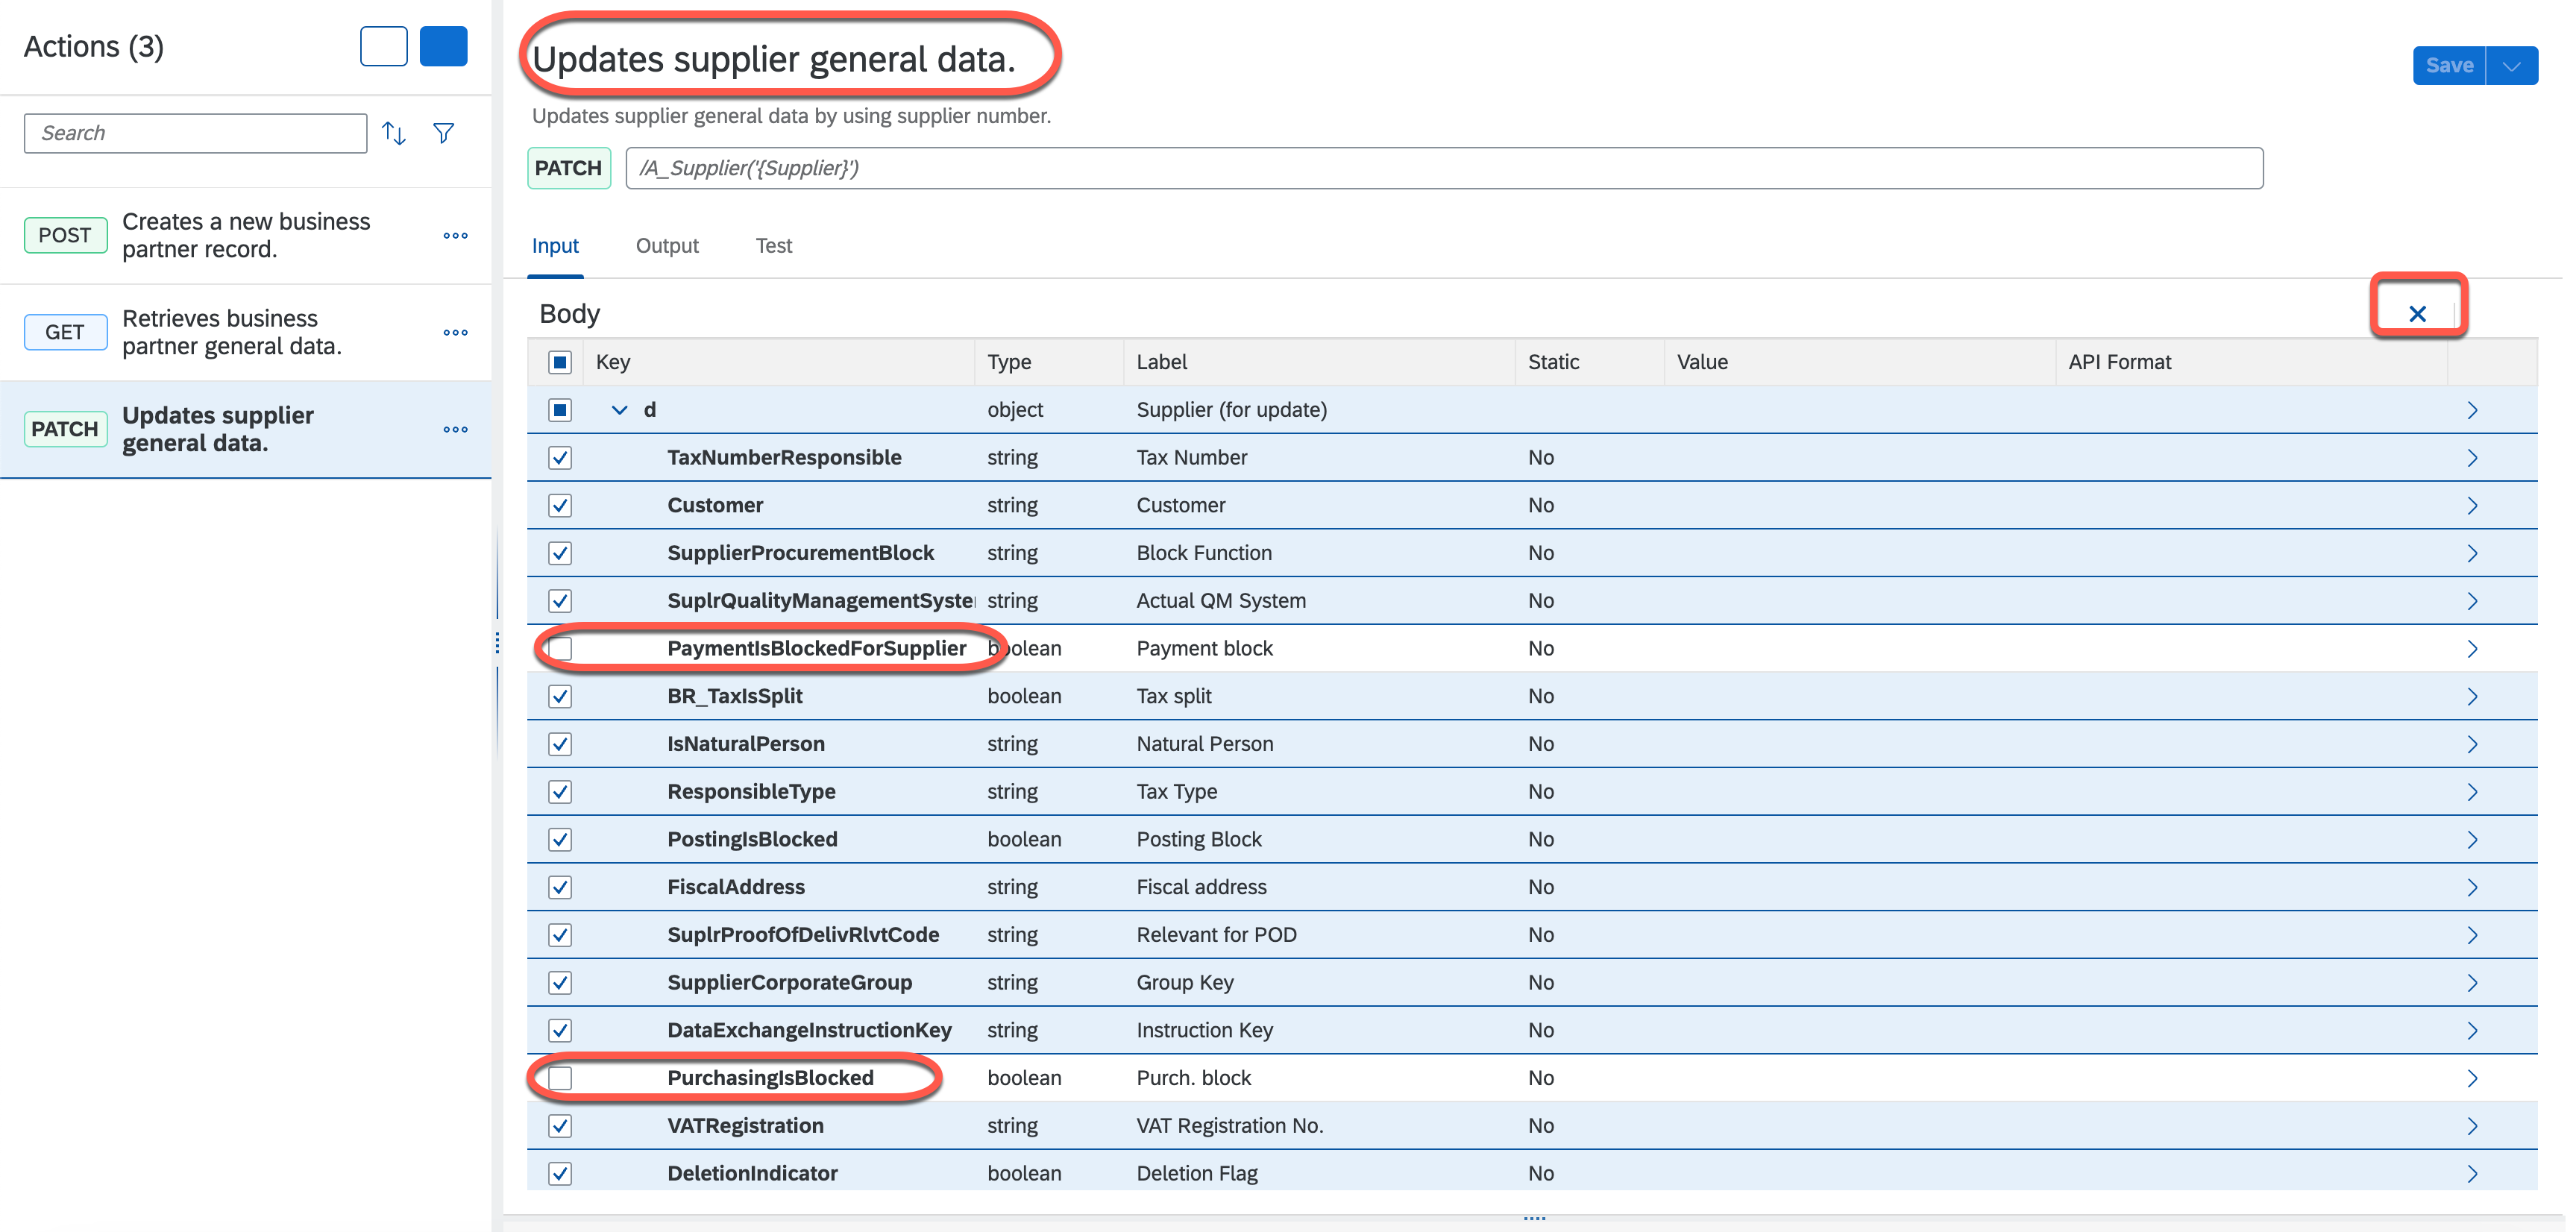 Actions (3)
Search
POST
Creates a new business
partner record.
GET
Retrieves business
partner general data.
PATCH
Updates supplier
general data.
Updates supplier general data.
Save
Updates supplier general data by using supplier number.
PATCH /A_Supplier('{Supplier}')
Input Output Test
Body
Key Type Label Static Value API Format
d object Supplier (for update)
TaxNumberResponsible string Tax Number No
Customer string Customer No
SupplierProcurementBlock string Block Function No
SuplrQualityManagementSyste string Actual QM System No
PaymentIsBlockedForSupplier boolean Payment block No
BR_TaxIsSplit boolean Tax split No
IsNaturalPerson string Natural Person No
ResponsibleType string Tax Type No
PostingIsBlocked boolean Posting Block No
FiscalAddress string Fiscal address No
SuplrProofOfDelivRlvtCode string Relevant for POD No
SupplierCorporateGroup string Group Key No
DataExchangeInstructionKey string Instruction Key No
PurchasingIsBlocked boolean Purch. block No
VATRegistration string VAT Registration No. No
DeletionIndicator boolean Deletion Flag No